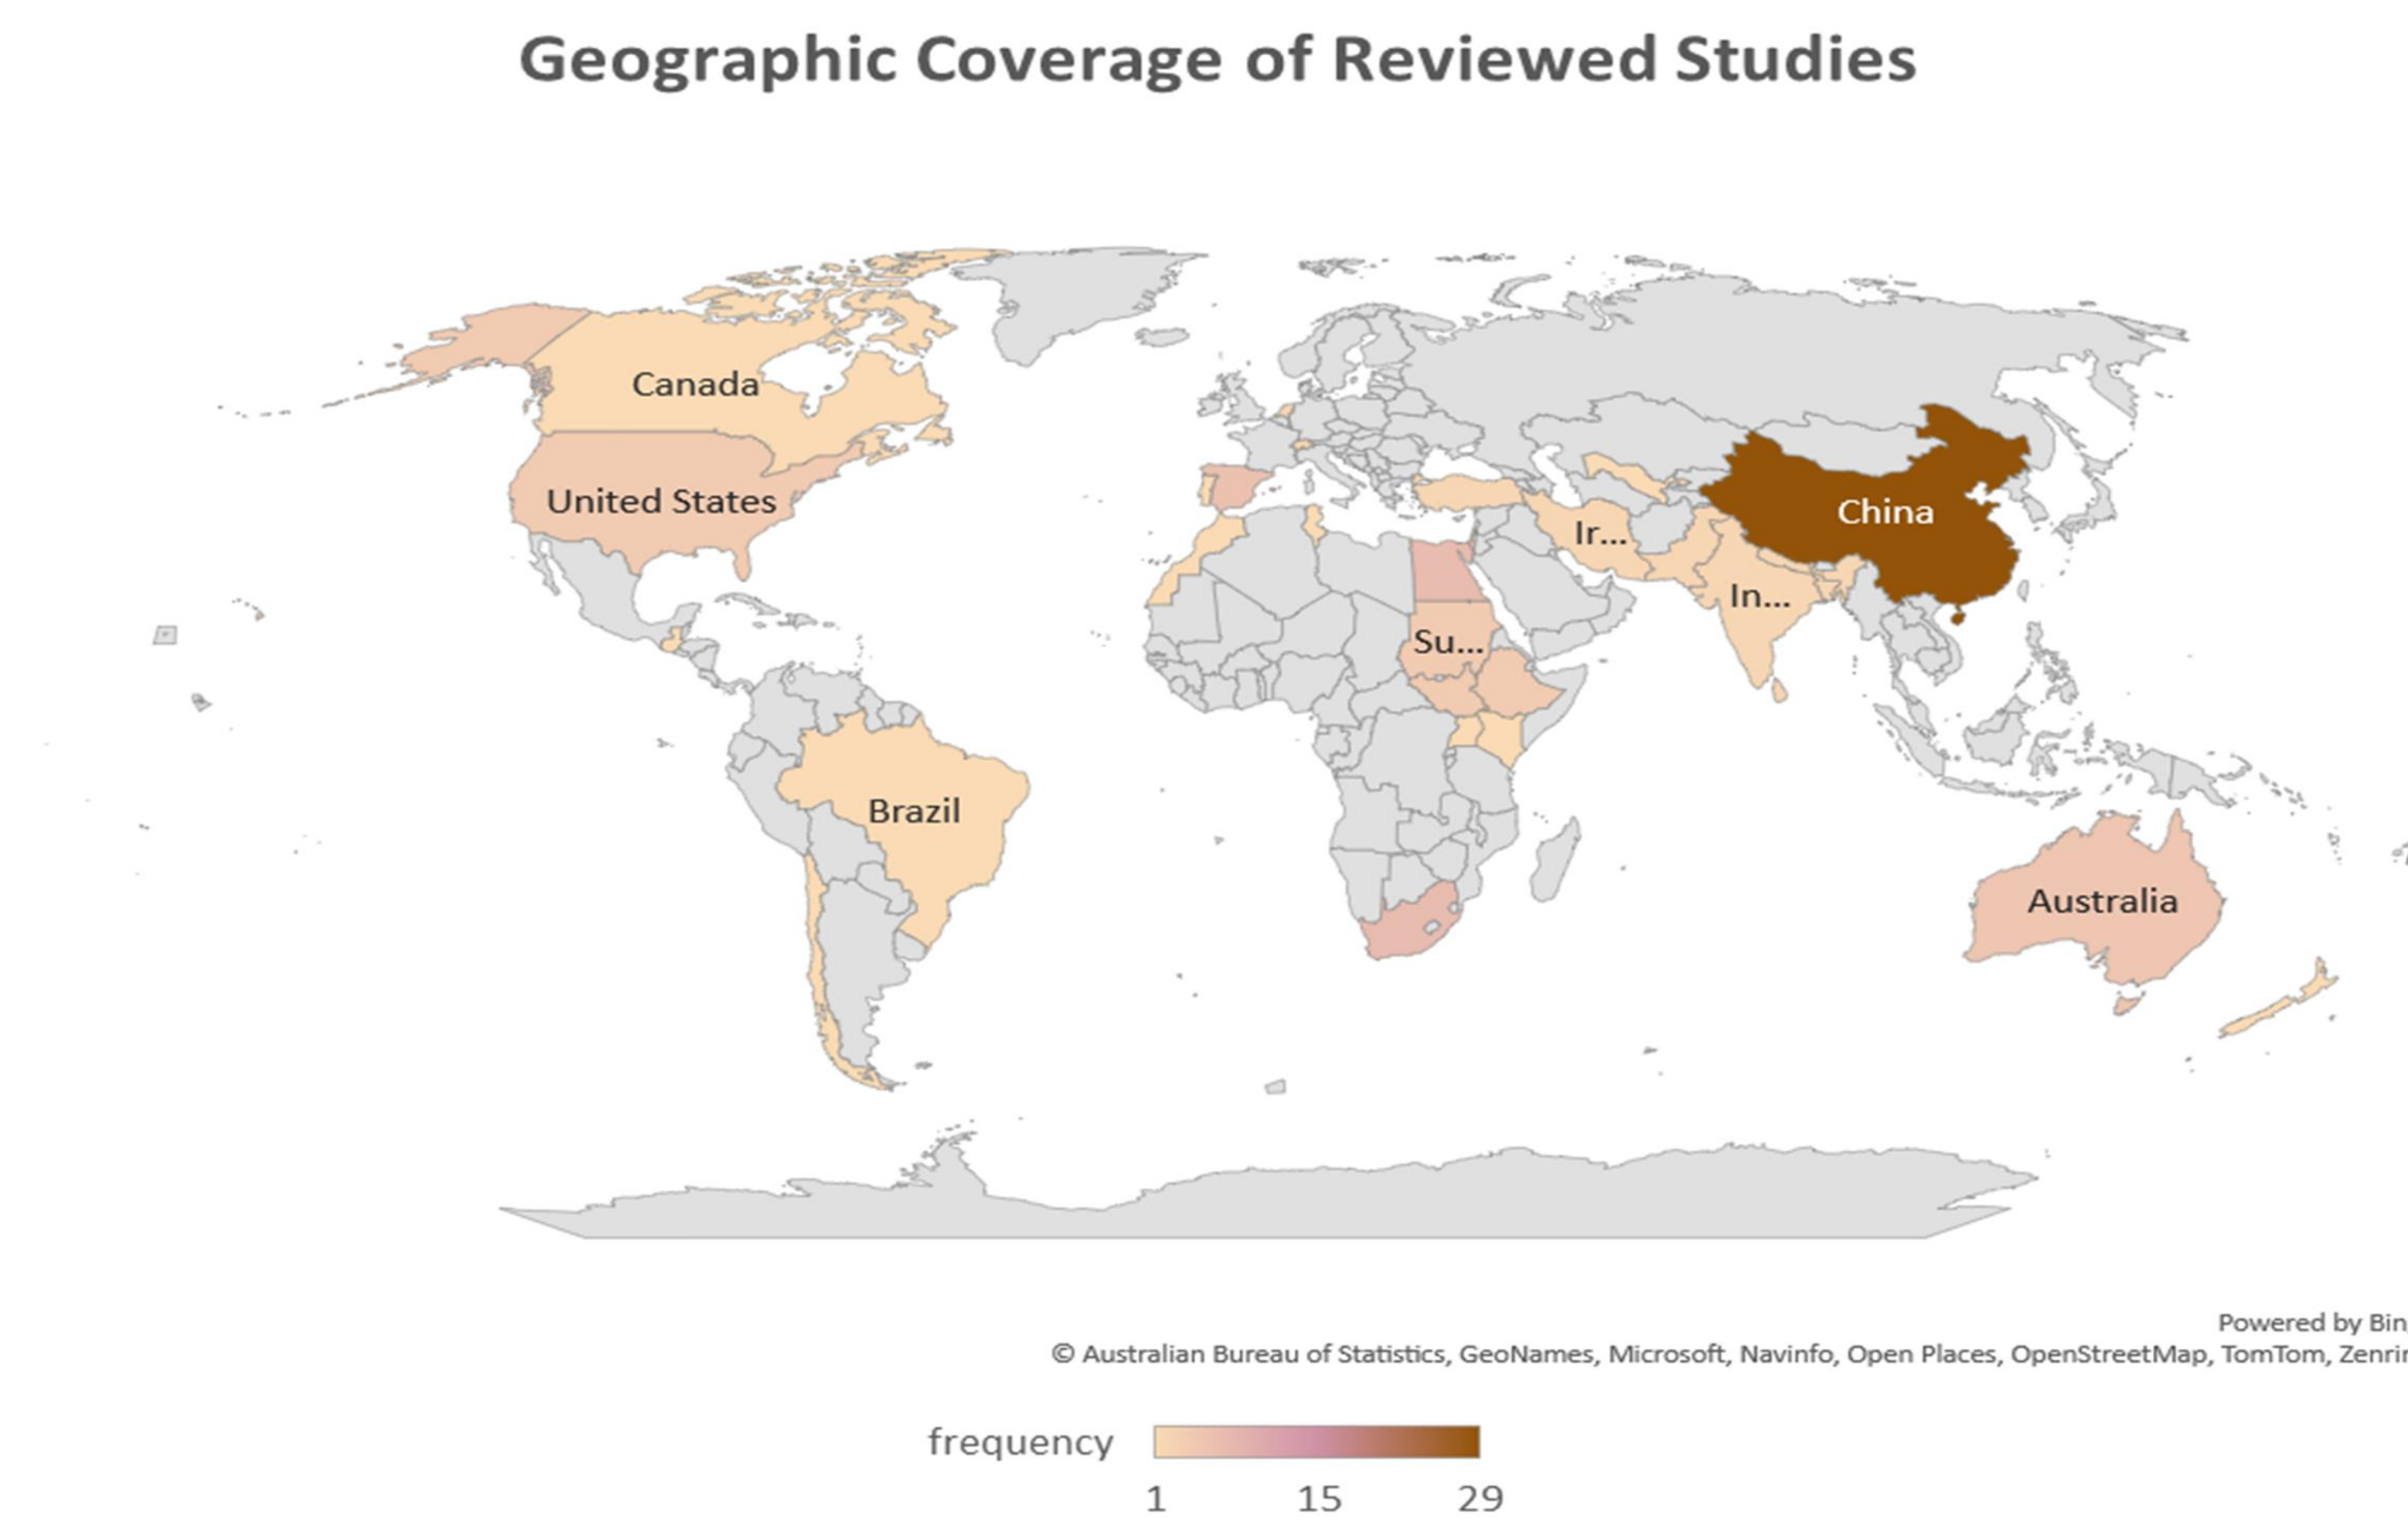 Geographic Coverage of Reviewed Studies
Canada
United States
China
Ir...
In...
Su...
Brazil
Australia
Powered by Bin
© Australian Bureau of Statistics, GeoNames, Microsoft, Navinfo, Open Places, OpenStreetMap, TomTom, Zenrin
frequency
1 15 29